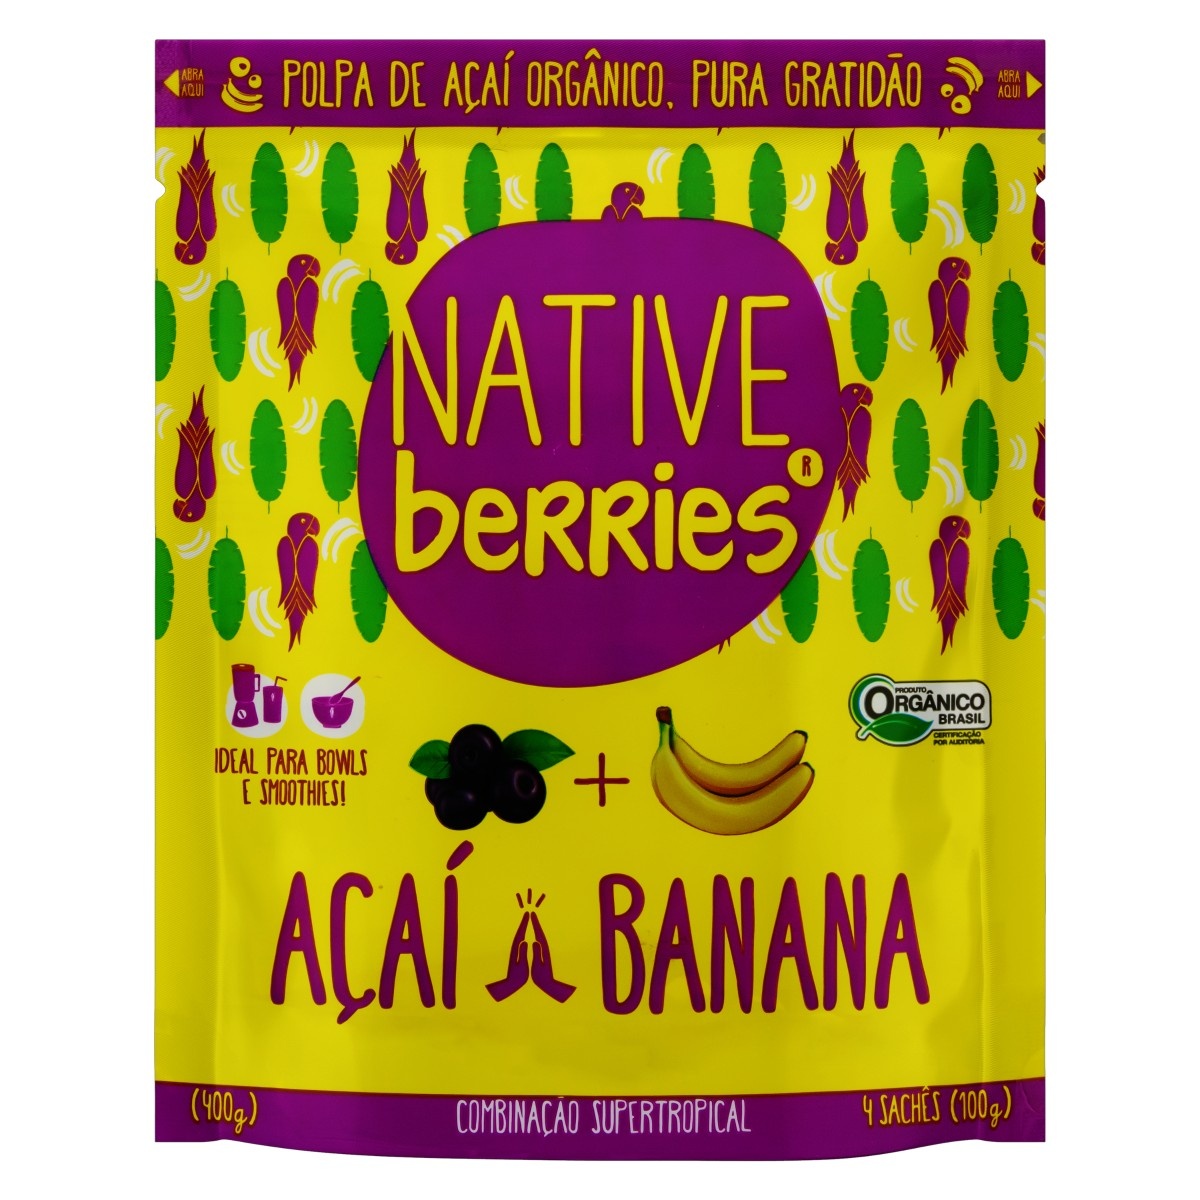 ABRA AQUI
POLPA DE AÇAÍ ORGÂNICO, PURA GRATIDÃO
ABRA AQUI
NATIVE
berries®
PRODUTO
ORGÂNICO
BRASIL
CERTIFICAÇÃO
POR AUDITORIA
IDEAL PARA BOWLS
E SMOOTHIES!
+
AÇAÍ BANANA
(400g)
COMBINAÇÃO SUPERTROPICAL
4 SACHÊS (100g)